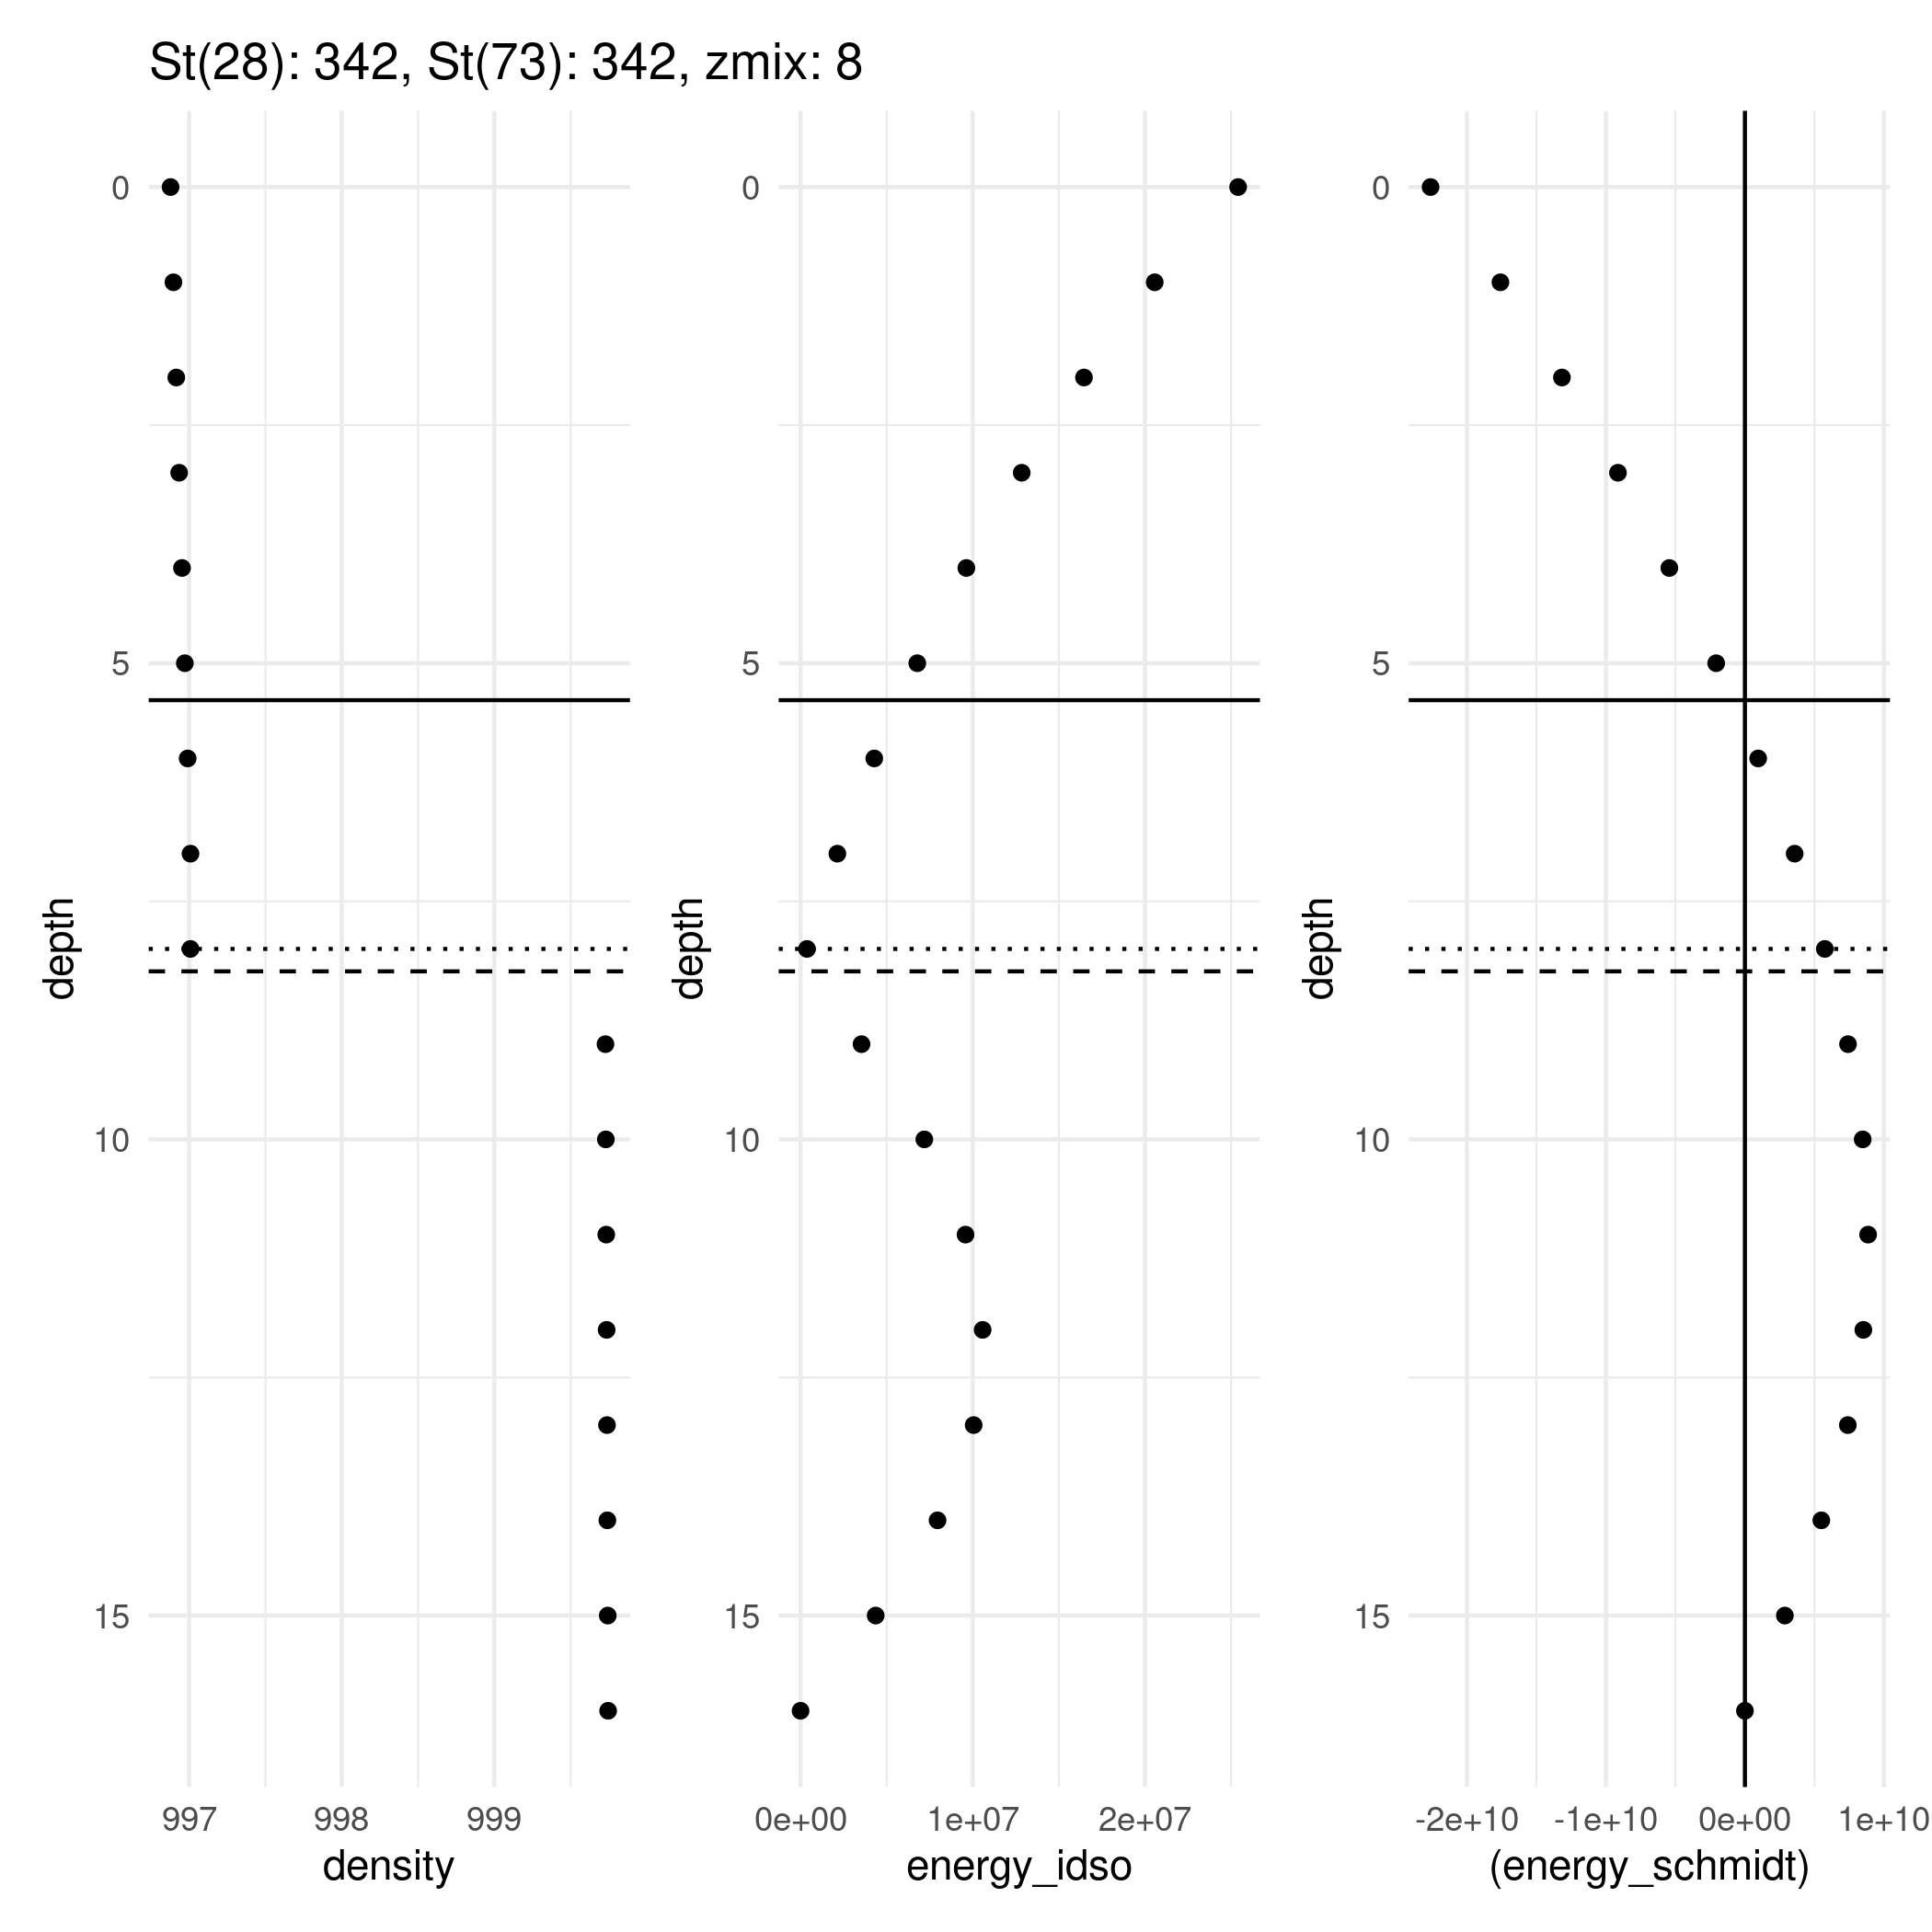 St(28): 342, St(73): 342, zmix: 8
0
5
10
15
depth
997 998 999
density
0
5
10
15
depth
0e+00 1e+07 2e+07
energy_idso
0
5
10
15
depth
-2e+10 -1e+10 0e+00 1e+10
(energy_schmidt)